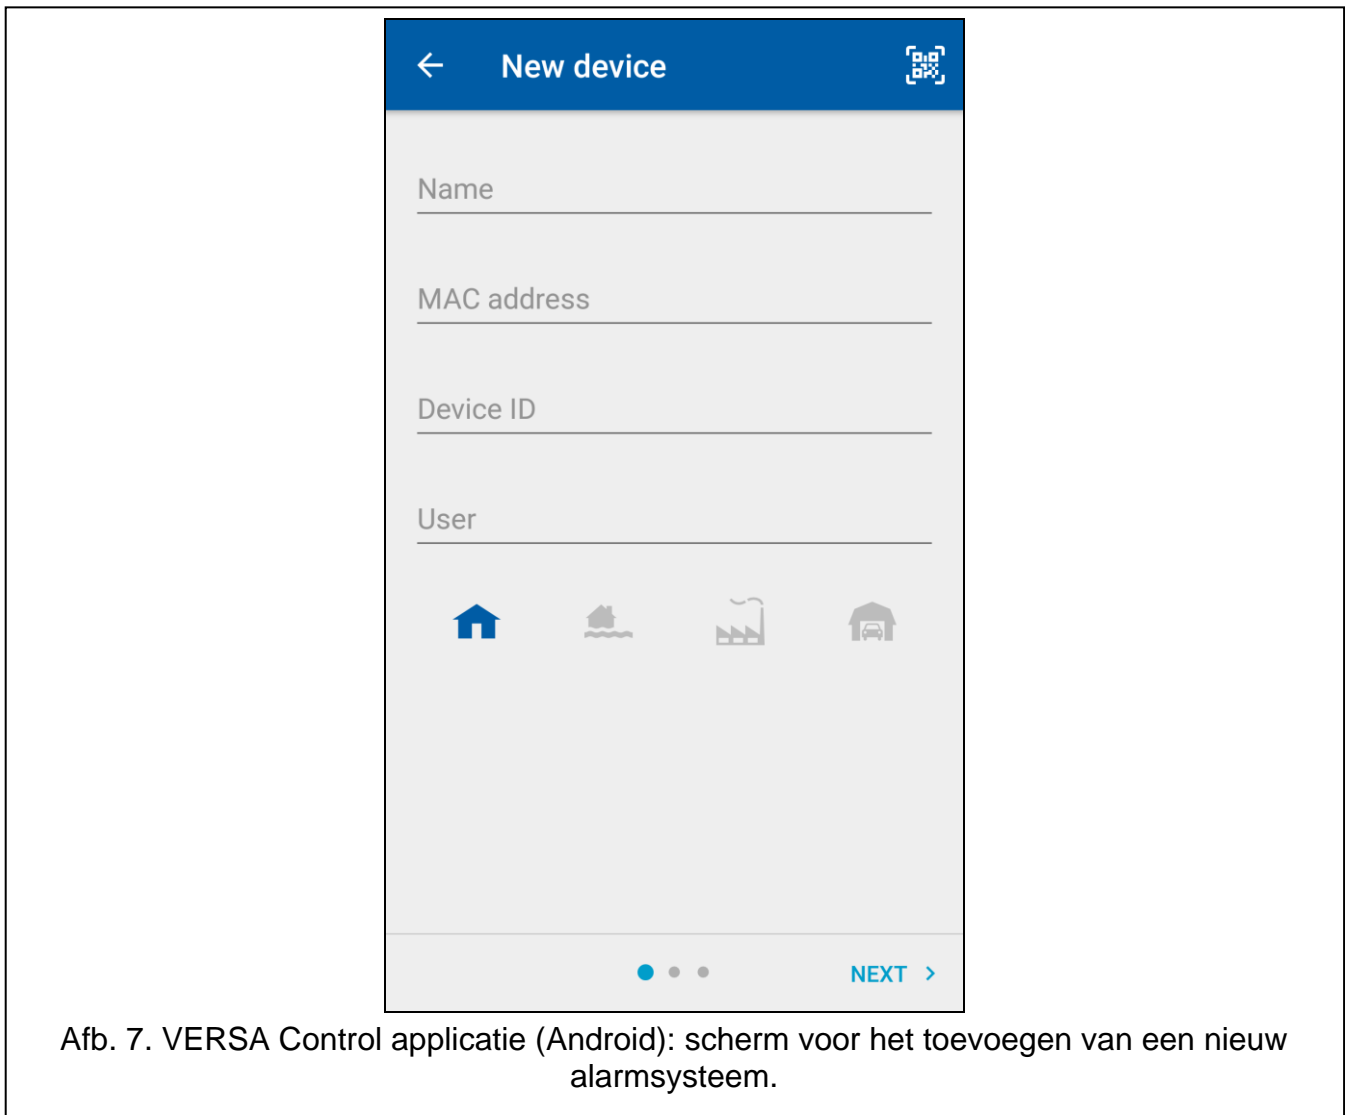 New device
Name
MAC address
Device ID
User
NEXT
Afb. 7. VERSA Control applicatie (Android): scherm voor het toevoegen van een nieuw
alarmsysteem.